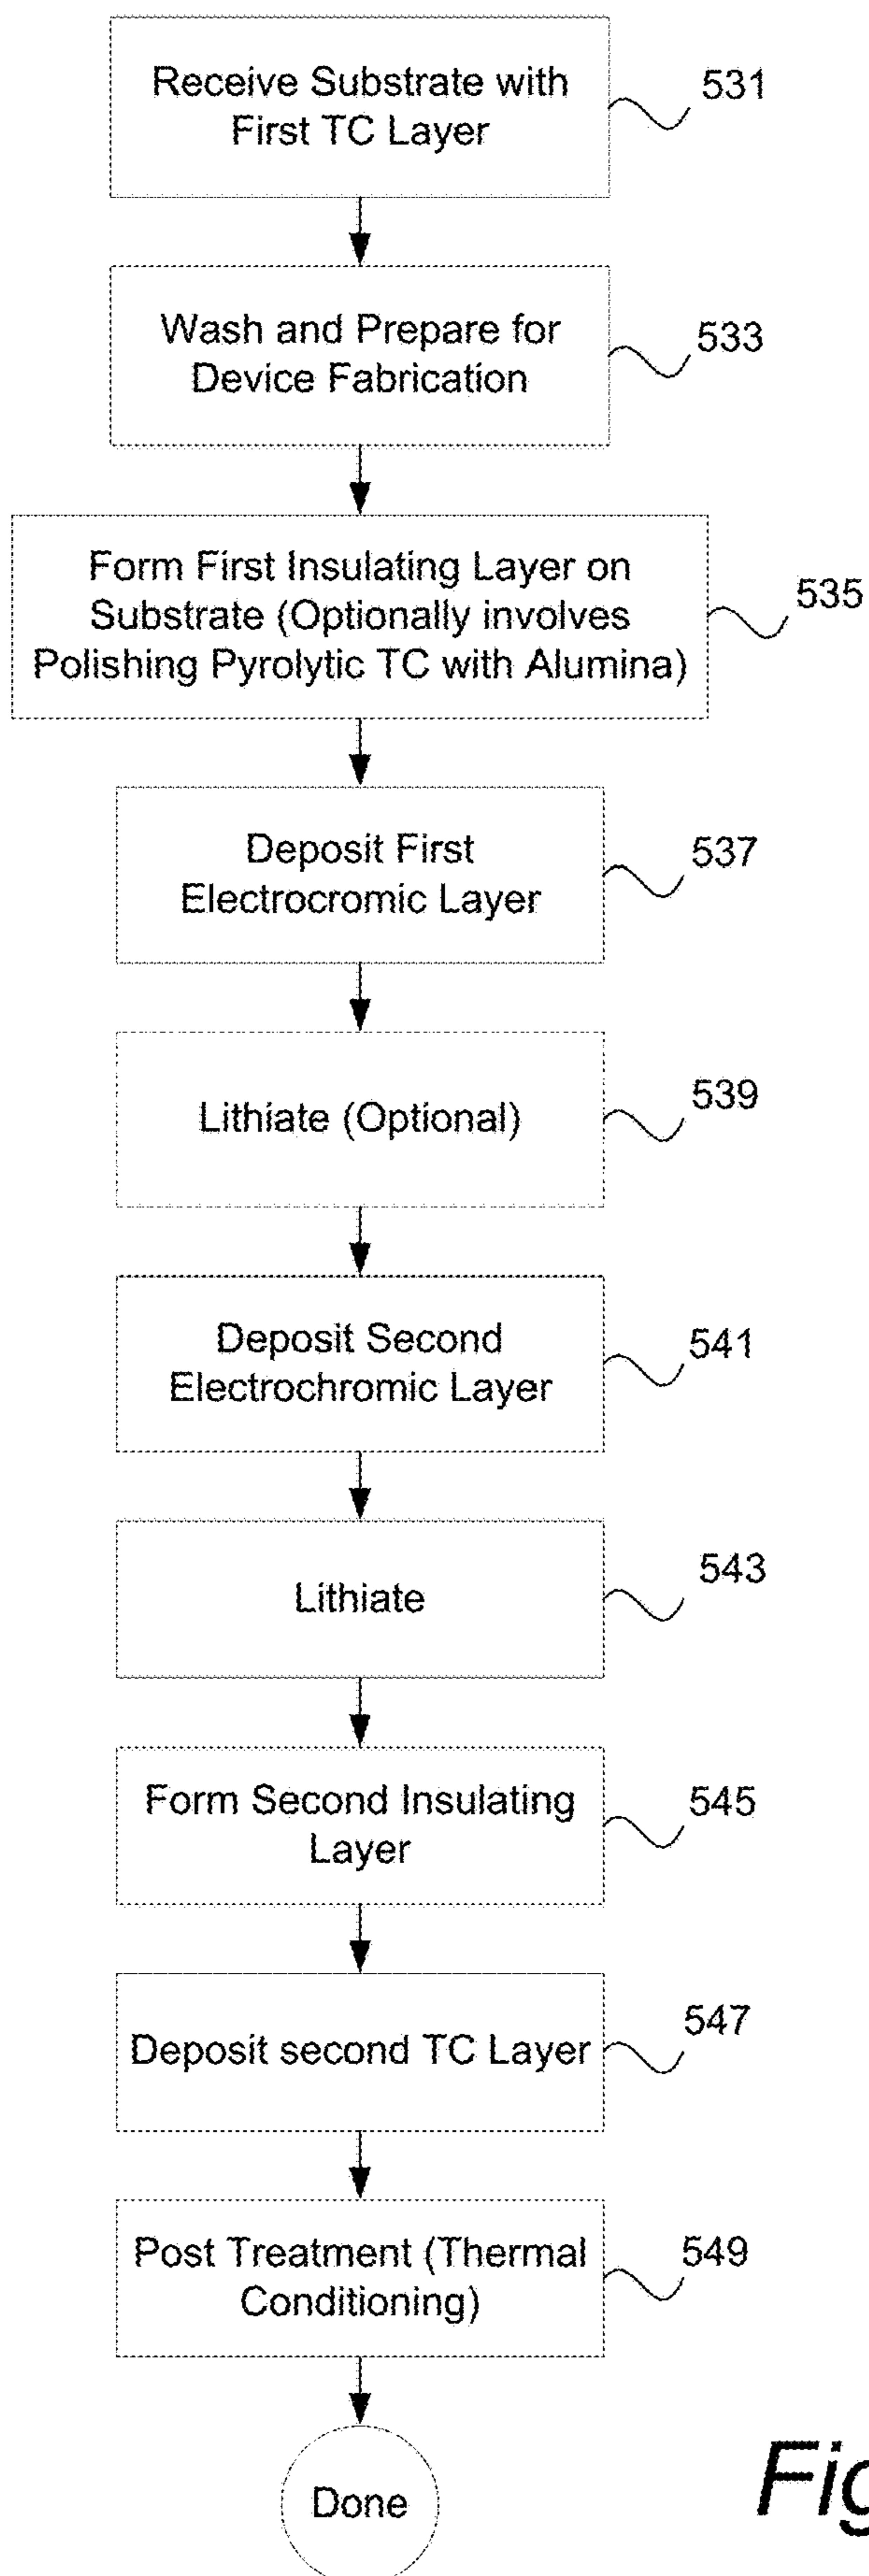 Receive Substrate with
First TC Layer
531
Wash and Prepare for
Device Fabrication
533
Form First Insulating Layer on
Substrate (Optionally involves
Polishing Pyrolytic TC with Alumina)
535
Deposit First
Electrocromic Layer
537
Lithiate (Optional)
539
Deposit Second
Electrochromic Layer
541
Lithiate
543
Form Second Insulating
Layer
545
Deposit second TC Layer
547
Post Treatment (Thermal
Conditioning)
549
Done